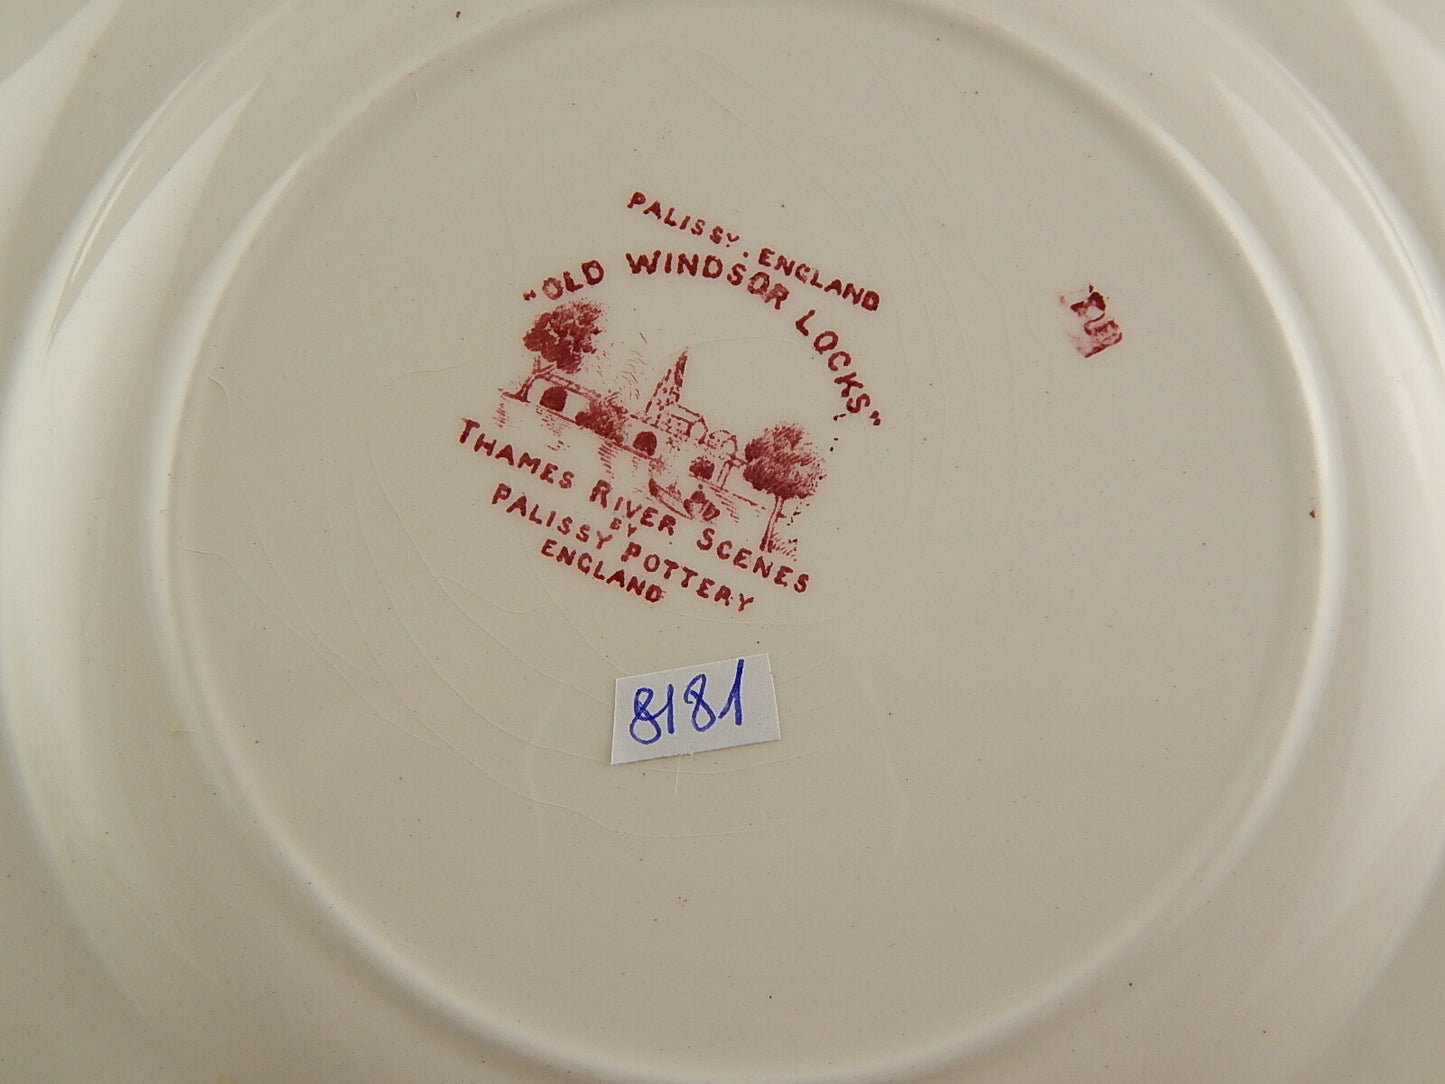 PALISSY . ENGLAND
"OLD WINDSOR LOCKS"
THAMES RIVER SCENES
BY
PALISSY POTTERY
ENGLAND
8181